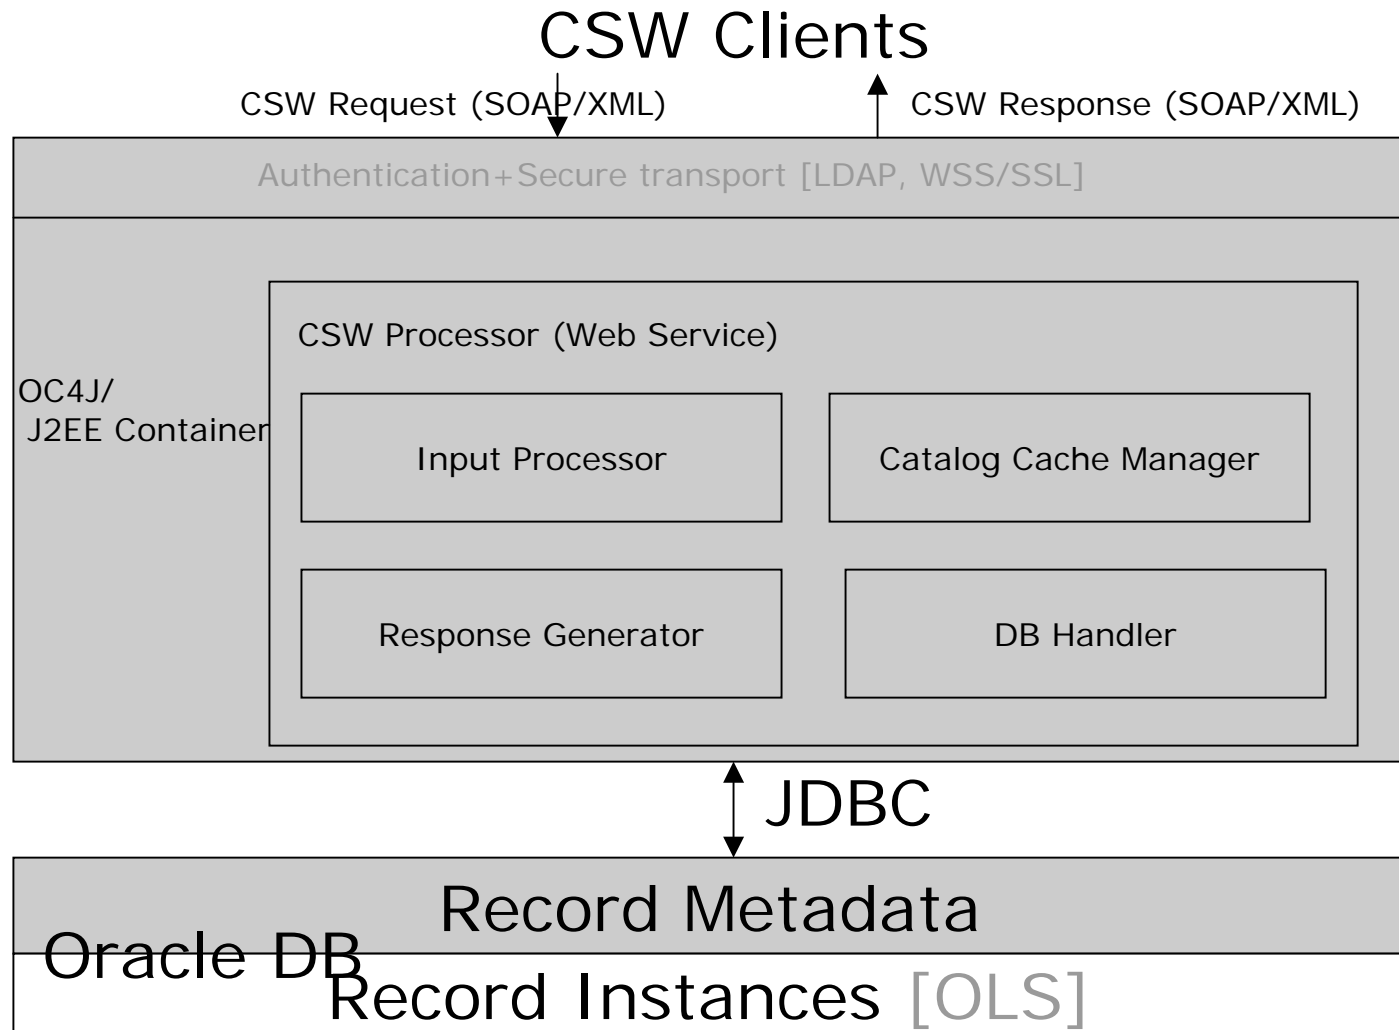 CSW Clients
CSW Request (SOAP/XML)
CSW Response (SOAP/XML)
Authentication+Secure transport [LDAP, WSS/SSL]
CSW Processor (Web Service)
OC4J/
J2EE Container
Input Processor
Catalog Cache Manager
Response Generator
DB Handler
JDBC
Record Metadata
Oracle DB
Record Instances [OLS]